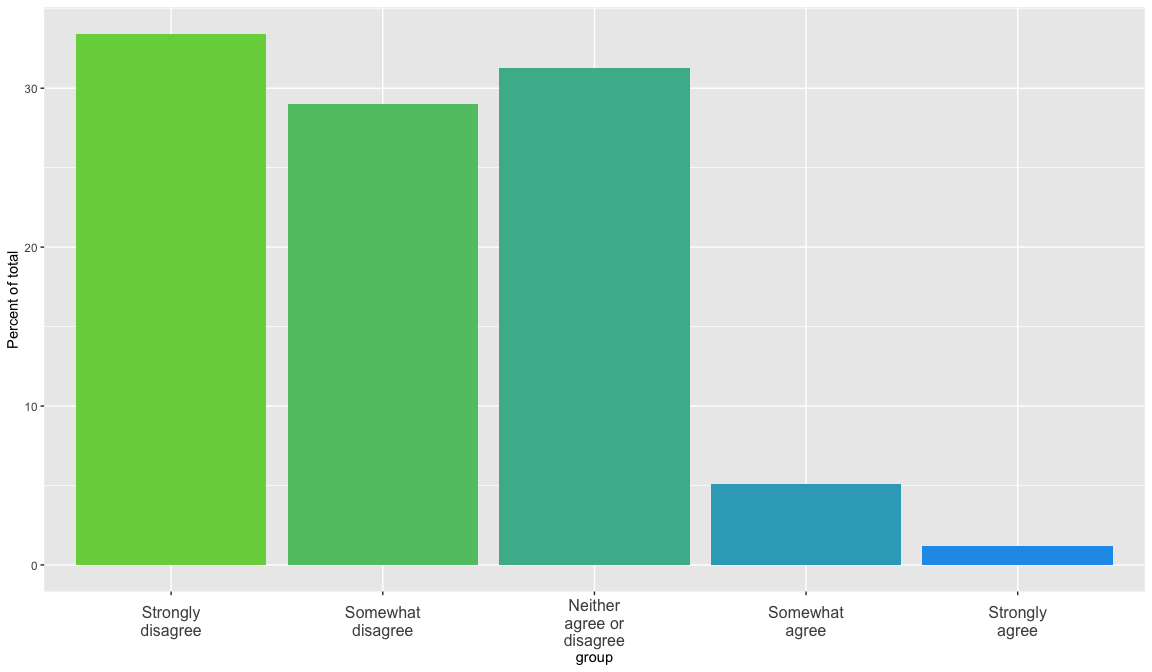 Percent of total
30
20
10
0
Strongly
disagree
Somewhat
disagree
Neither
agree or
disagree
Somewhat
agree
Strongly
agree
group